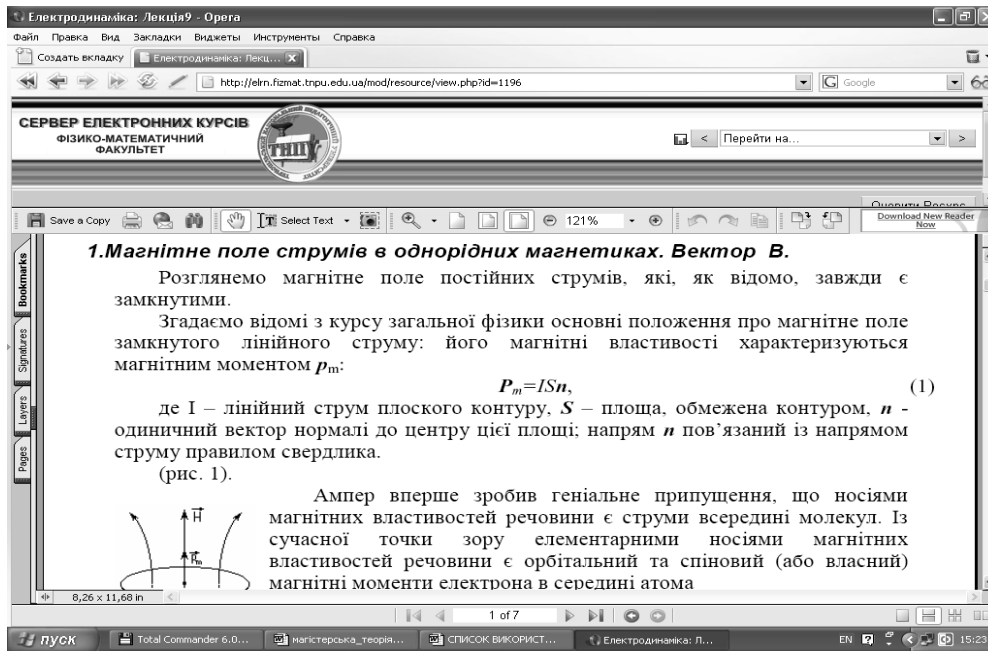 Електродинаміка: Лекція9 - Opera
Файл Правка Вид Закладки Виджеты Инструменты Справка
Создать вкладку Електродинаміка: Лекц...
http://elrn.fizmat.tnpu.edu.ua/mod/resource/view.php?id=1196 Google
СЕРВЕР ЕЛЕКТРОННИХ КУРСІВ
ФІЗИКО-МАТЕМАТИЧНИЙ
ФАКУЛЬТЕТ
ТНПУ
< Перейти на... >
Save a Copy Select Text 121% Download New Reader Now
Bookmarks
Signatures
Layers
Pages
1.Магнітне поле струмів в однорідних магнетиках. Вектор В.
Розглянемо магнітне поле постійних струмів, які, як відомо, завжди є
замкнутими.
Згадаємо відомі з курсу загальної фізики основні положення про магнітне поле
замкнутого лінійного струму: його магнітні властивості характеризуються
магнітним моментом pm:
Pm=ISn, (1)
де I – лінійний струм плоского контуру, S – площа, обмежена контуром, n -
одиничний вектор нормалі до центру цієї площі; напрям n пов’язаний із напрямом
струму правилом свердлика.
(рис. 1).
Ампер вперше зробив геніальне припущення, що носіями
магнітних властивостей речовини є струми всередині молекул. Із
сучасної точки зору елементарними носіями магнітних
властивостей речовини є орбітальний та спіновий (або власний)
магнітні моменти електрона в середині атома
H
Pm
8,26 x 11,68 in
1 of 7
пуск Total Commander 6.0... магістерська_теорія... СПИСОК ВИКОРИСТ... Електродинаміка: Л... EN 15:23